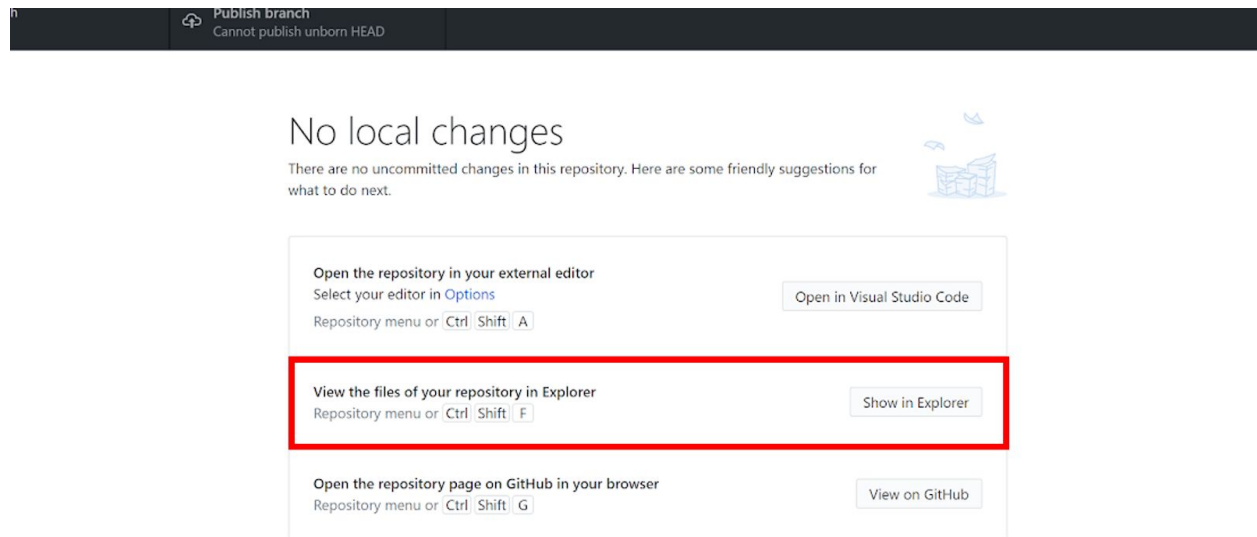 n
Publish branch
Cannot publish unborn HEAD
No local changes
There are no uncommitted changes in this repository. Here are some friendly suggestions for
what to do next.
Open the repository in your external editor
Select your editor in Options
Open in Visual Studio Code
Repository menu or Ctrl Shift A
View the files of your repository in Explorer
Show in Explorer
Repository menu or Ctrl Shift F
Open the repository page on GitHub in your browser
View on GitHub
Repository menu or Ctrl Shift G